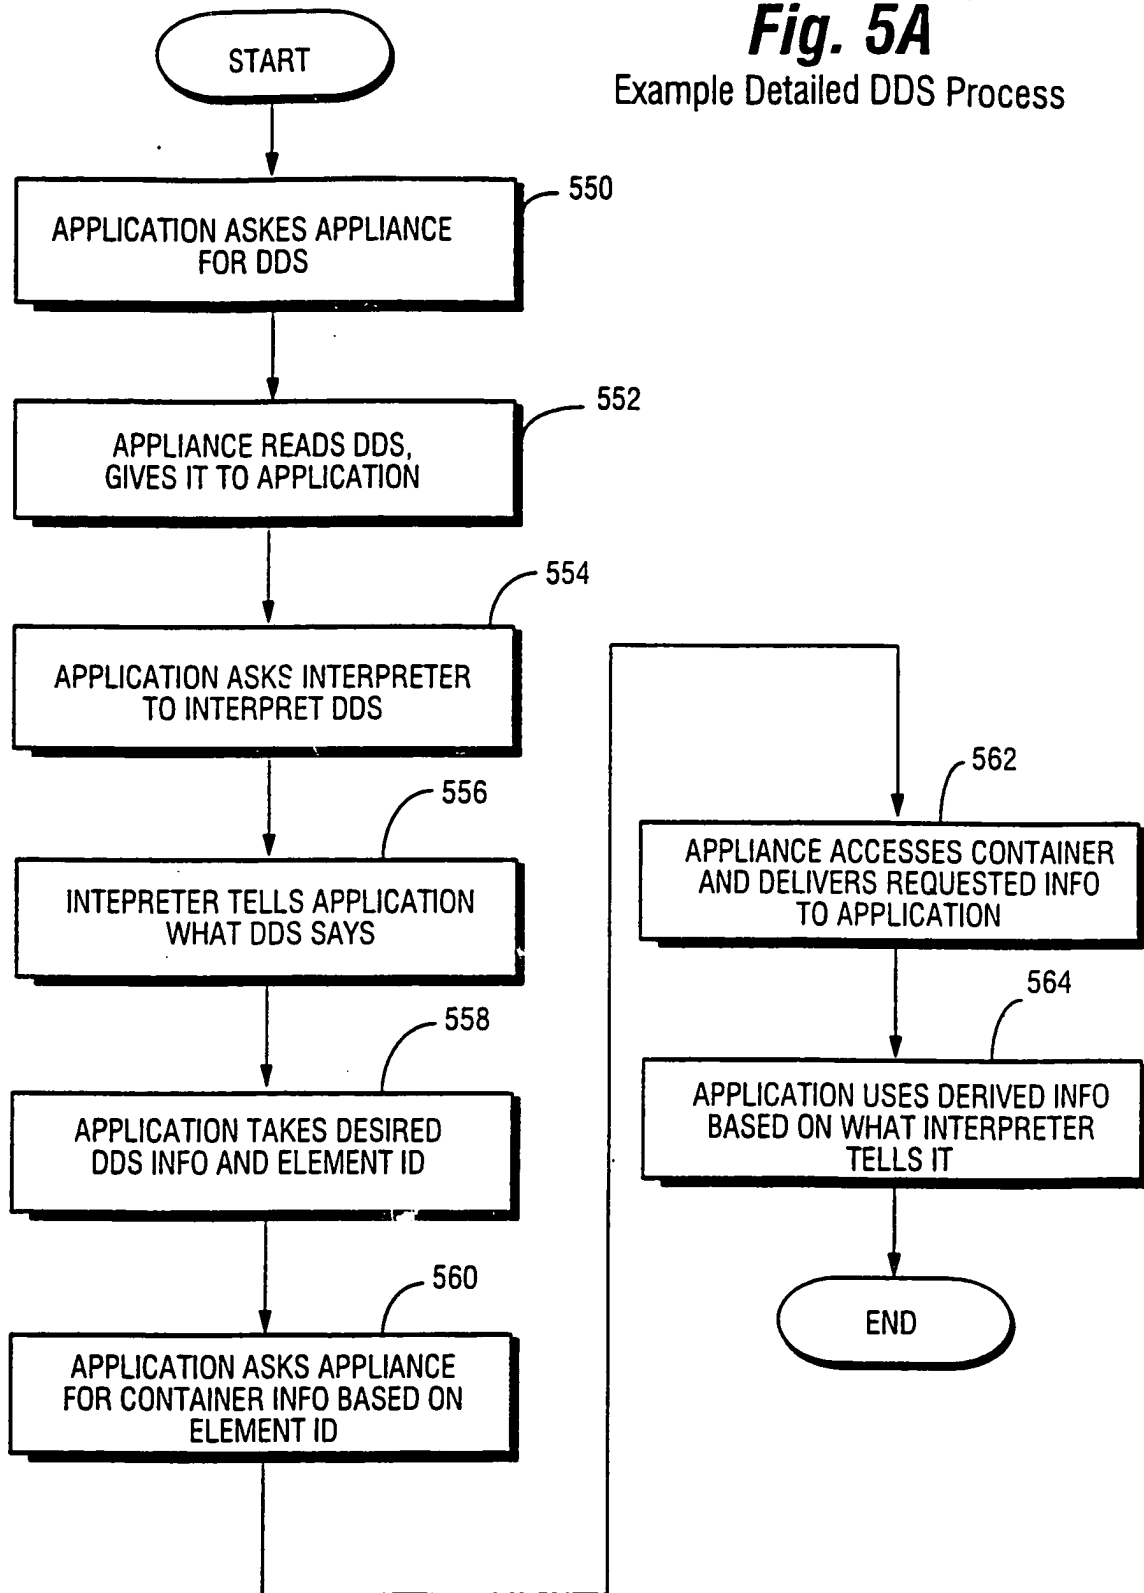 Fig. 5A
Example Detailed DDS Process
START
550
APPLICATION ASKES APPLIANCE
FOR DDS
552
APPLIANCE READS DDS,
GIVES IT TO APPLICATION
554
APPLICATION ASKS INTERPRETER
TO INTERPRET DDS
556
INTEPRETER TELLS APPLICATION
WHAT DDS SAYS
558
APPLICATION TAKES DESIRED
DDS INFO AND ELEMENT ID
560
APPLICATION ASKS APPLIANCE
FOR CONTAINER INFO BASED ON
ELEMENT ID
562
APPLIANCE ACCESSES CONTAINER
AND DELIVERS REQUESTED INFO
TO APPLICATION
564
APPLICATION USES DERIVED INFO
BASED ON WHAT INTERPRETER
TELLS IT
END